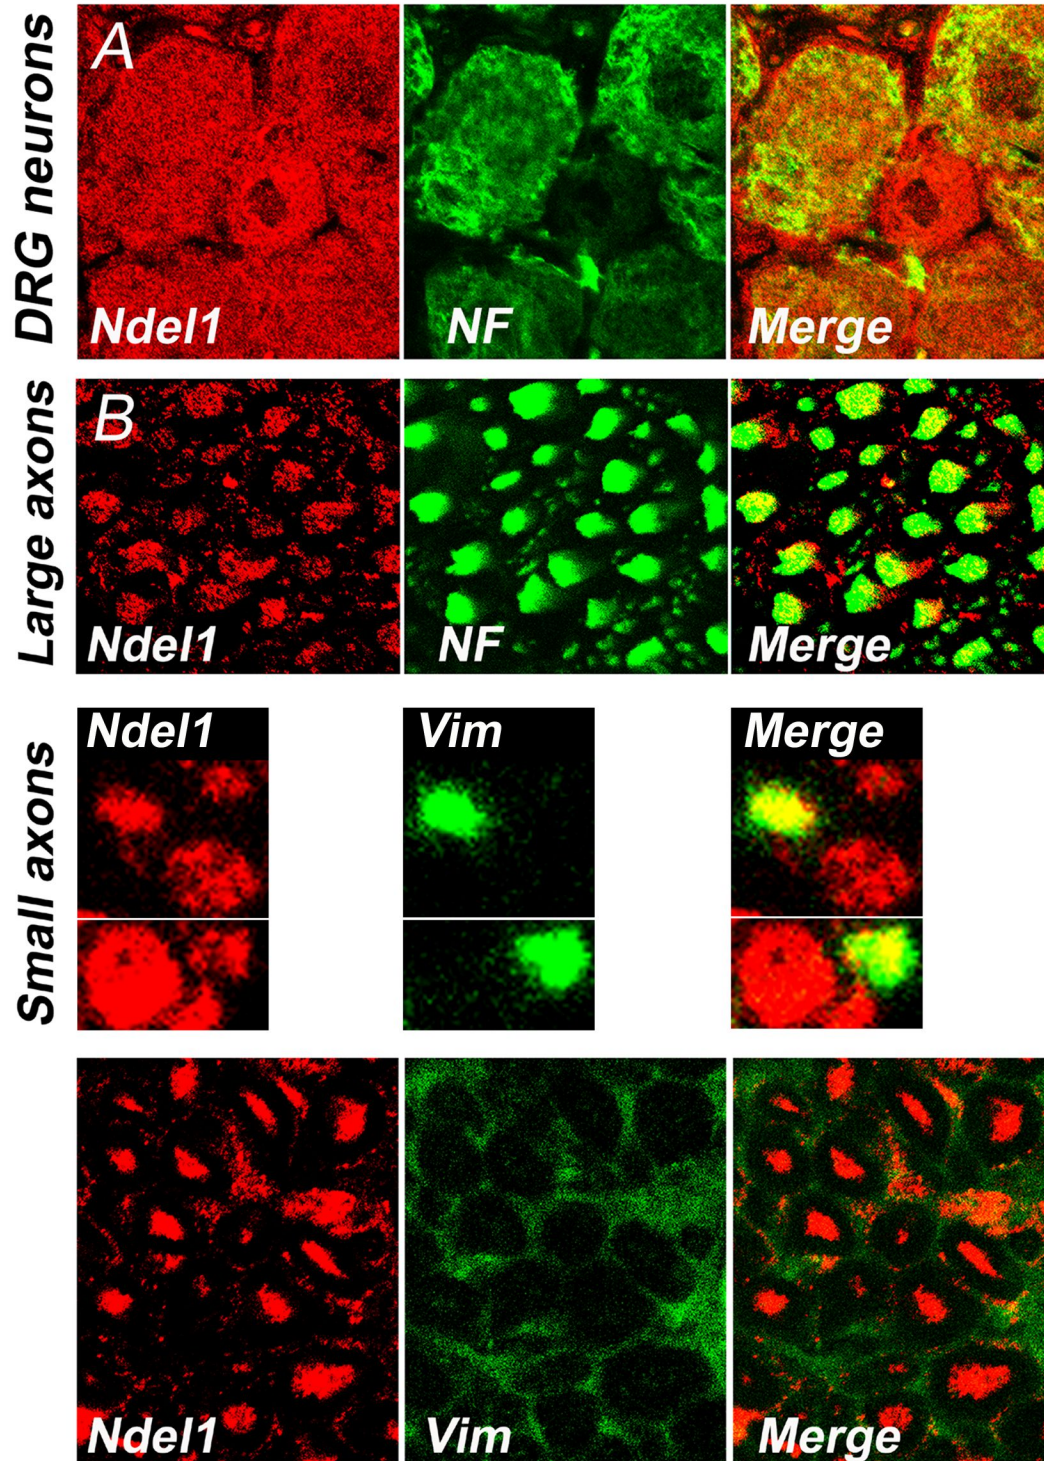 DRG neurons
A
Ndel1
NF
Merge
Large axons
B
Ndel1
NF
Merge
Small axons
Ndel1
Vim
Merge
Ndel1
Vim
Merge